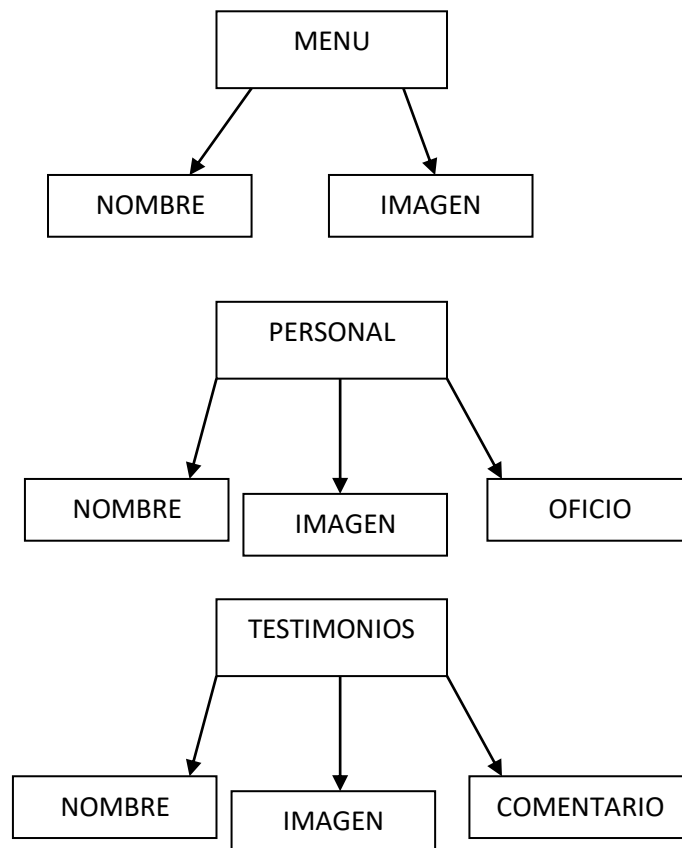 MENU
NOMBRE
IMAGEN
PERSONAL
NOMBRE
IMAGEN
OFICIO
TESTIMONIOS
NOMBRE
IMAGEN
COMENTARIO